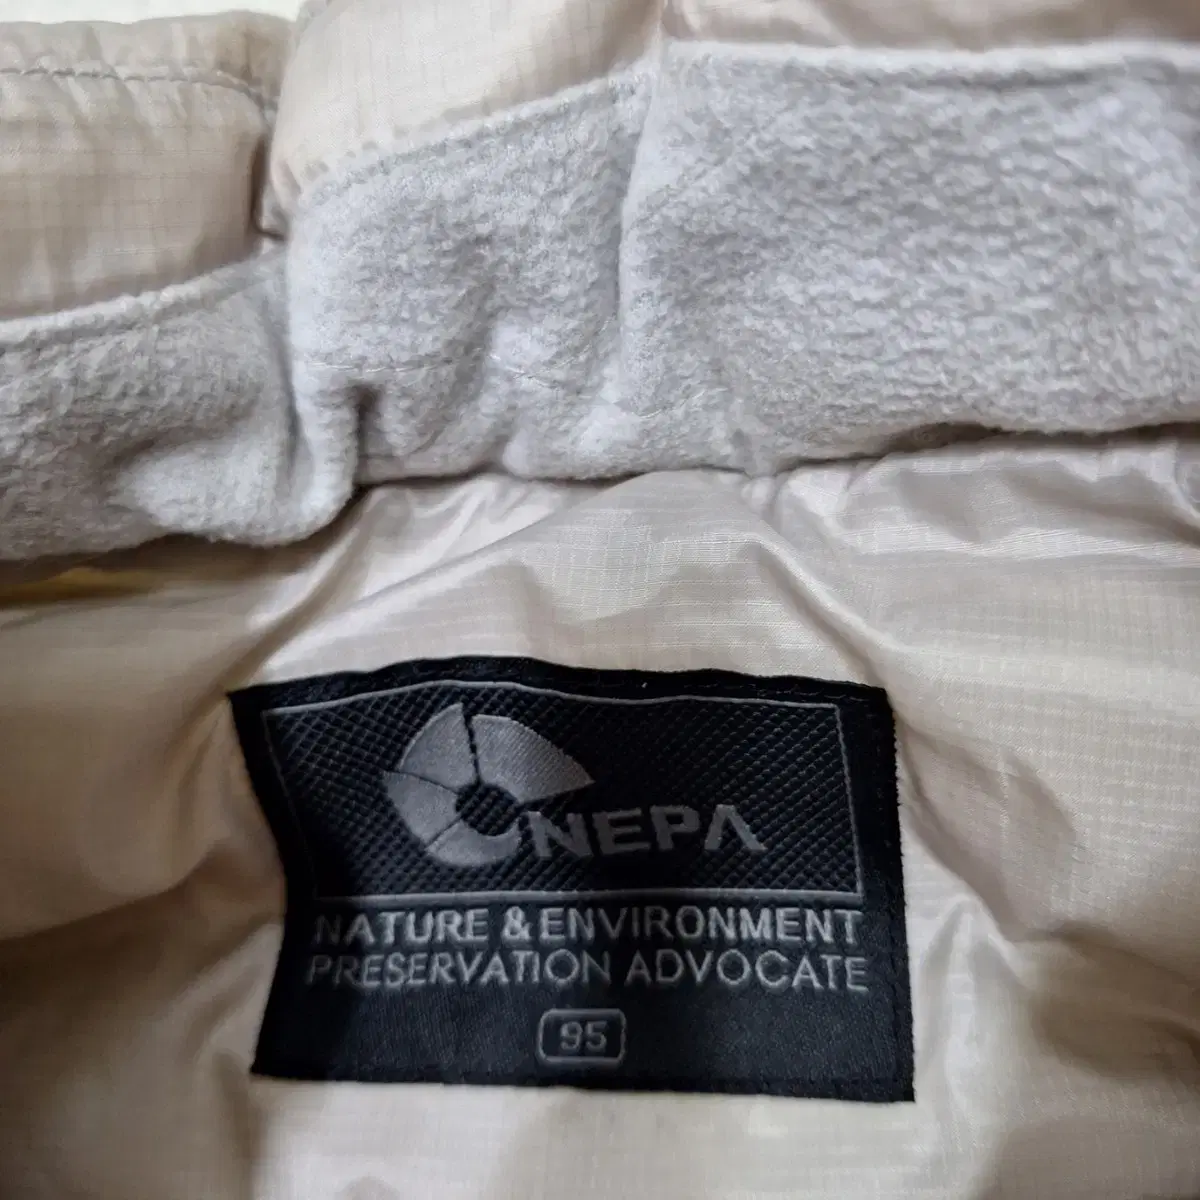 NEPA
NATURE & ENVIRONMENT
PRESERVATION ADVOCATE
95